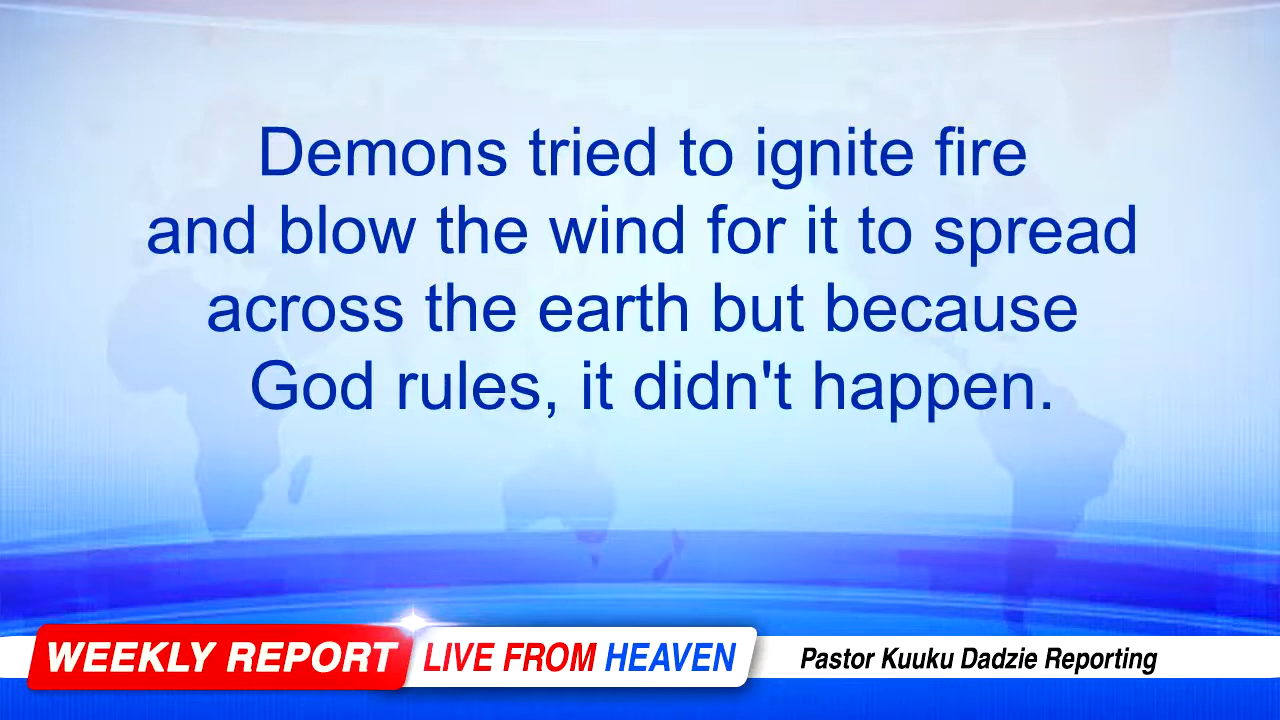 Demons tried to ignite fire
and blow the wind for it to spread
across the earth but because
God rules, it didn't happen.
WEEKLY REPORT LIVE FROM HEAVEN Pastor Kuuku Dadzie Reporting